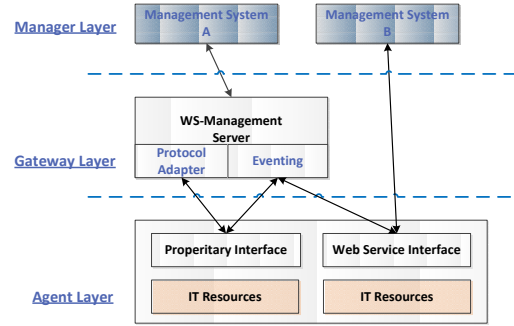 Manager Layer
Management System
A
Management System
B
WS-Management
Server
Protocol
Adapter
Eventing
Gateway Layer
Properitary Interface
Web Service Interface
IT Resources
IT Resources
Agent Layer